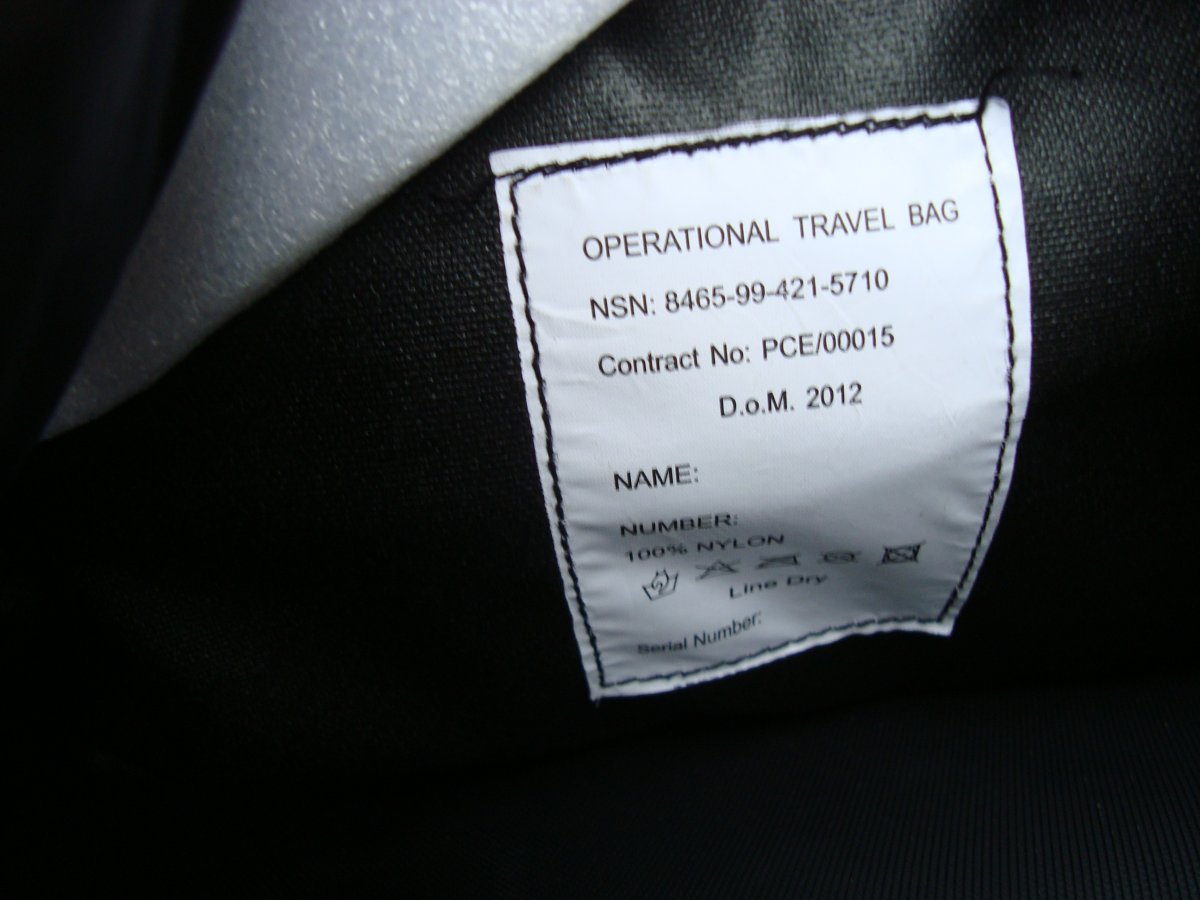 OPERATIONAL TRAVEL BAG
NSN: 8465-99-421-5710
Contract No: PCE/00015
D.o.M. 2012
NAME:
NUMBER:
100% NYLON
Line Dry
Serial Number: